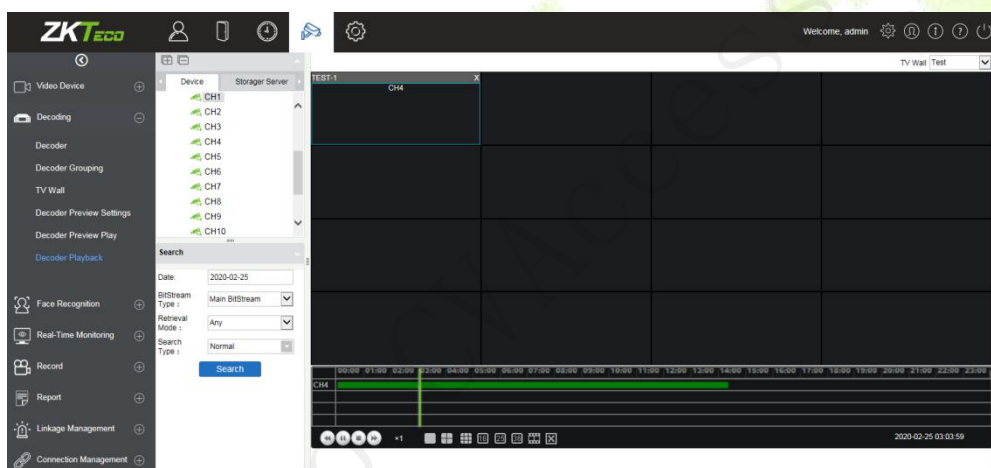 ZKTECO
Welcome, admin
TV Wall Test
Video Device
Decoding
Decoder
Decoder Grouping
TV Wall
Decoder Preview Settings
Decoder Preview Play
Decoder Playback
Face Recognition
Real-Time Monitoring
Record
Report
Linkage Management
Connection Management
Device Storager Server
CH1
CH2
CH3
CH4
CH5
CH6
CH7
CH8
CH9
CH10
Search
Date: 2020-02-25
BitStream Type : Main BitStream
Retrieval Mode : Any
Search Type : Normal
Search
TEST-1 X
CH4
00:00 01:00 02:00 03:00 04:00 05:00 06:00 07:00 08:00 09:00 10:00 11:00 12:00 13:00 14:00 15:00 16:00 17:00 18:00 19:00 20:00 21:00 22:00 23:00
CH4
×1 16 25 36 2020-02-25 03:03:59